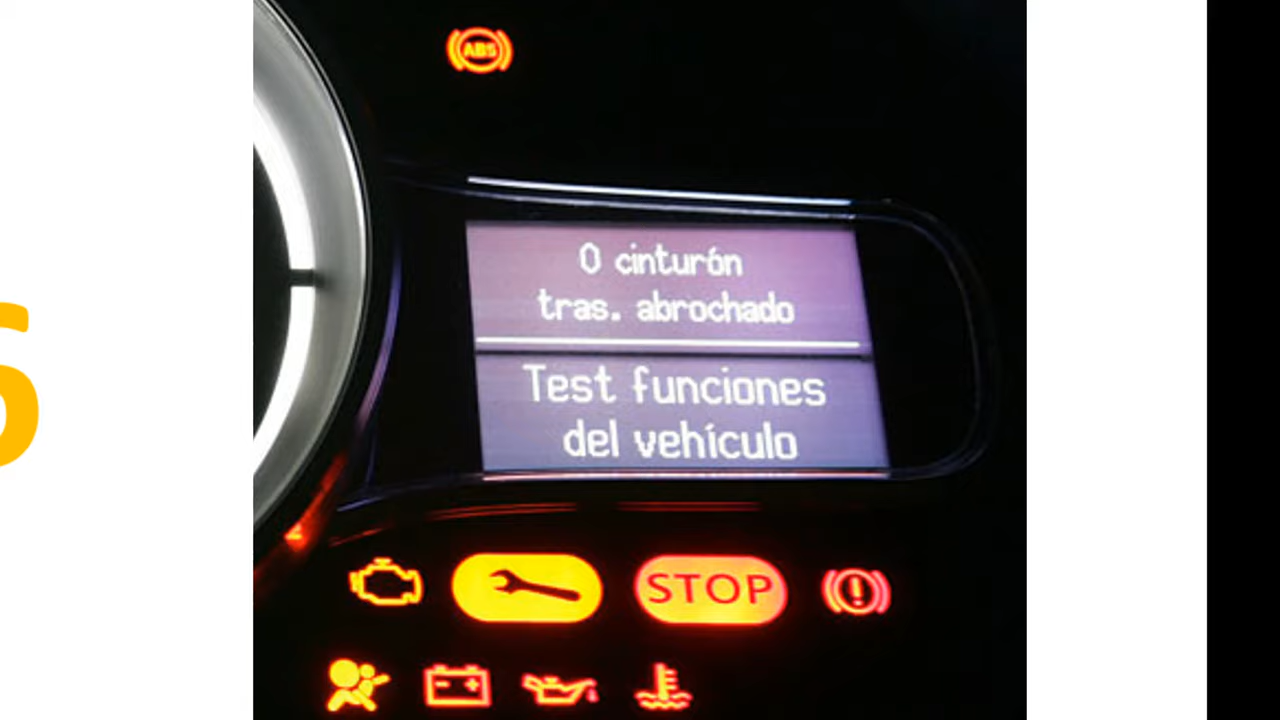 ABS
0 cinturón
tras. abrochado
Test funciones
del vehículo
STOP